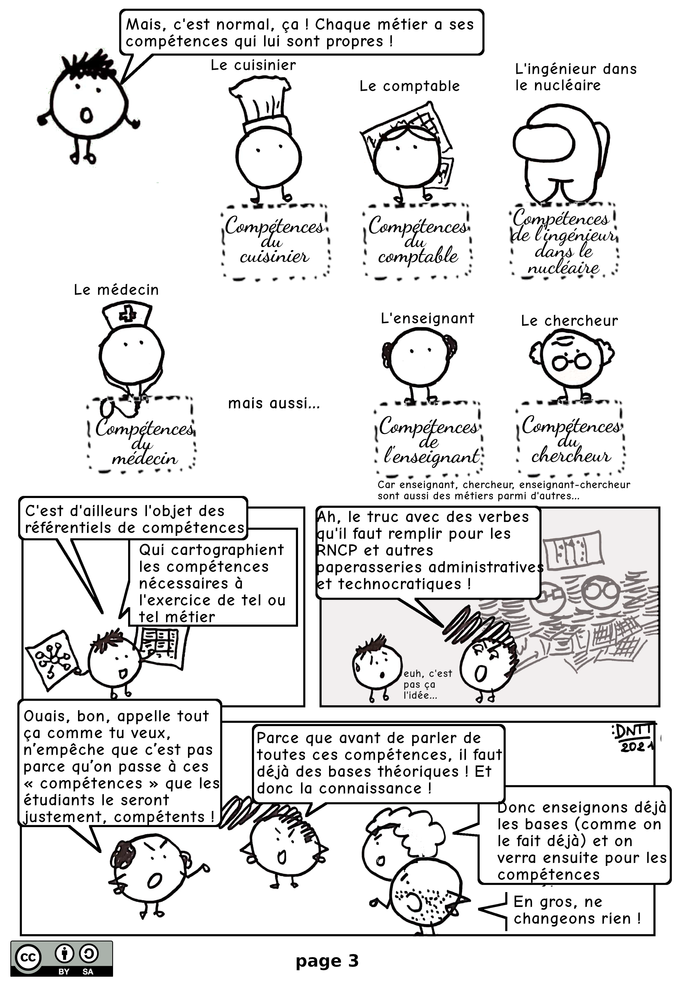 Mais, c'est normal, ça ! Chaque métier a ses
compétences qui lui sont propres !
Le cuisinier
Le comptable
L'ingénieur dans
le nucléaire
Compétences
du
cuisinier
Compétences
du
comptable
Compétences
de l'ingénieur
dans le
nucléaire
Le médecin
Compétences
du
médecin
mais aussi...
L'enseignant
Le chercheur
Compétences
de
l'enseignant
Compétences
du
chercheur
Car enseignant, chercheur, enseignant-chercheur
sont aussi des métiers parmi d'autres...
C'est d'ailleurs l'objet des
référentiels de compétences
Qui cartographient
les compétences
nécessaires à
l'exercice de tel ou
tel métier
Ah, le truc avec des verbes
qu'il faut remplir pour les
RNCP et autres
paperasseries administratives
et technocratiques !
euh, c'est
pas ça
l'idée...
Ouais, bon, appelle tout
ça comme tu veux,
n'empêche que c'est pas
parce qu'on passe à ces
« compétences » que les
étudiants le seront
justement, compétents !
Parce que avant de parler de
toutes ces compétences, il faut
déjà des bases théoriques ! Et
donc la connaissance !
:DNTT
2021
Donc enseignons déjà
les bases (comme on
le fait déjà) et on
verra ensuite pour les
compétences
En gros, ne
changeons rien !
cc
BY SA
page 3